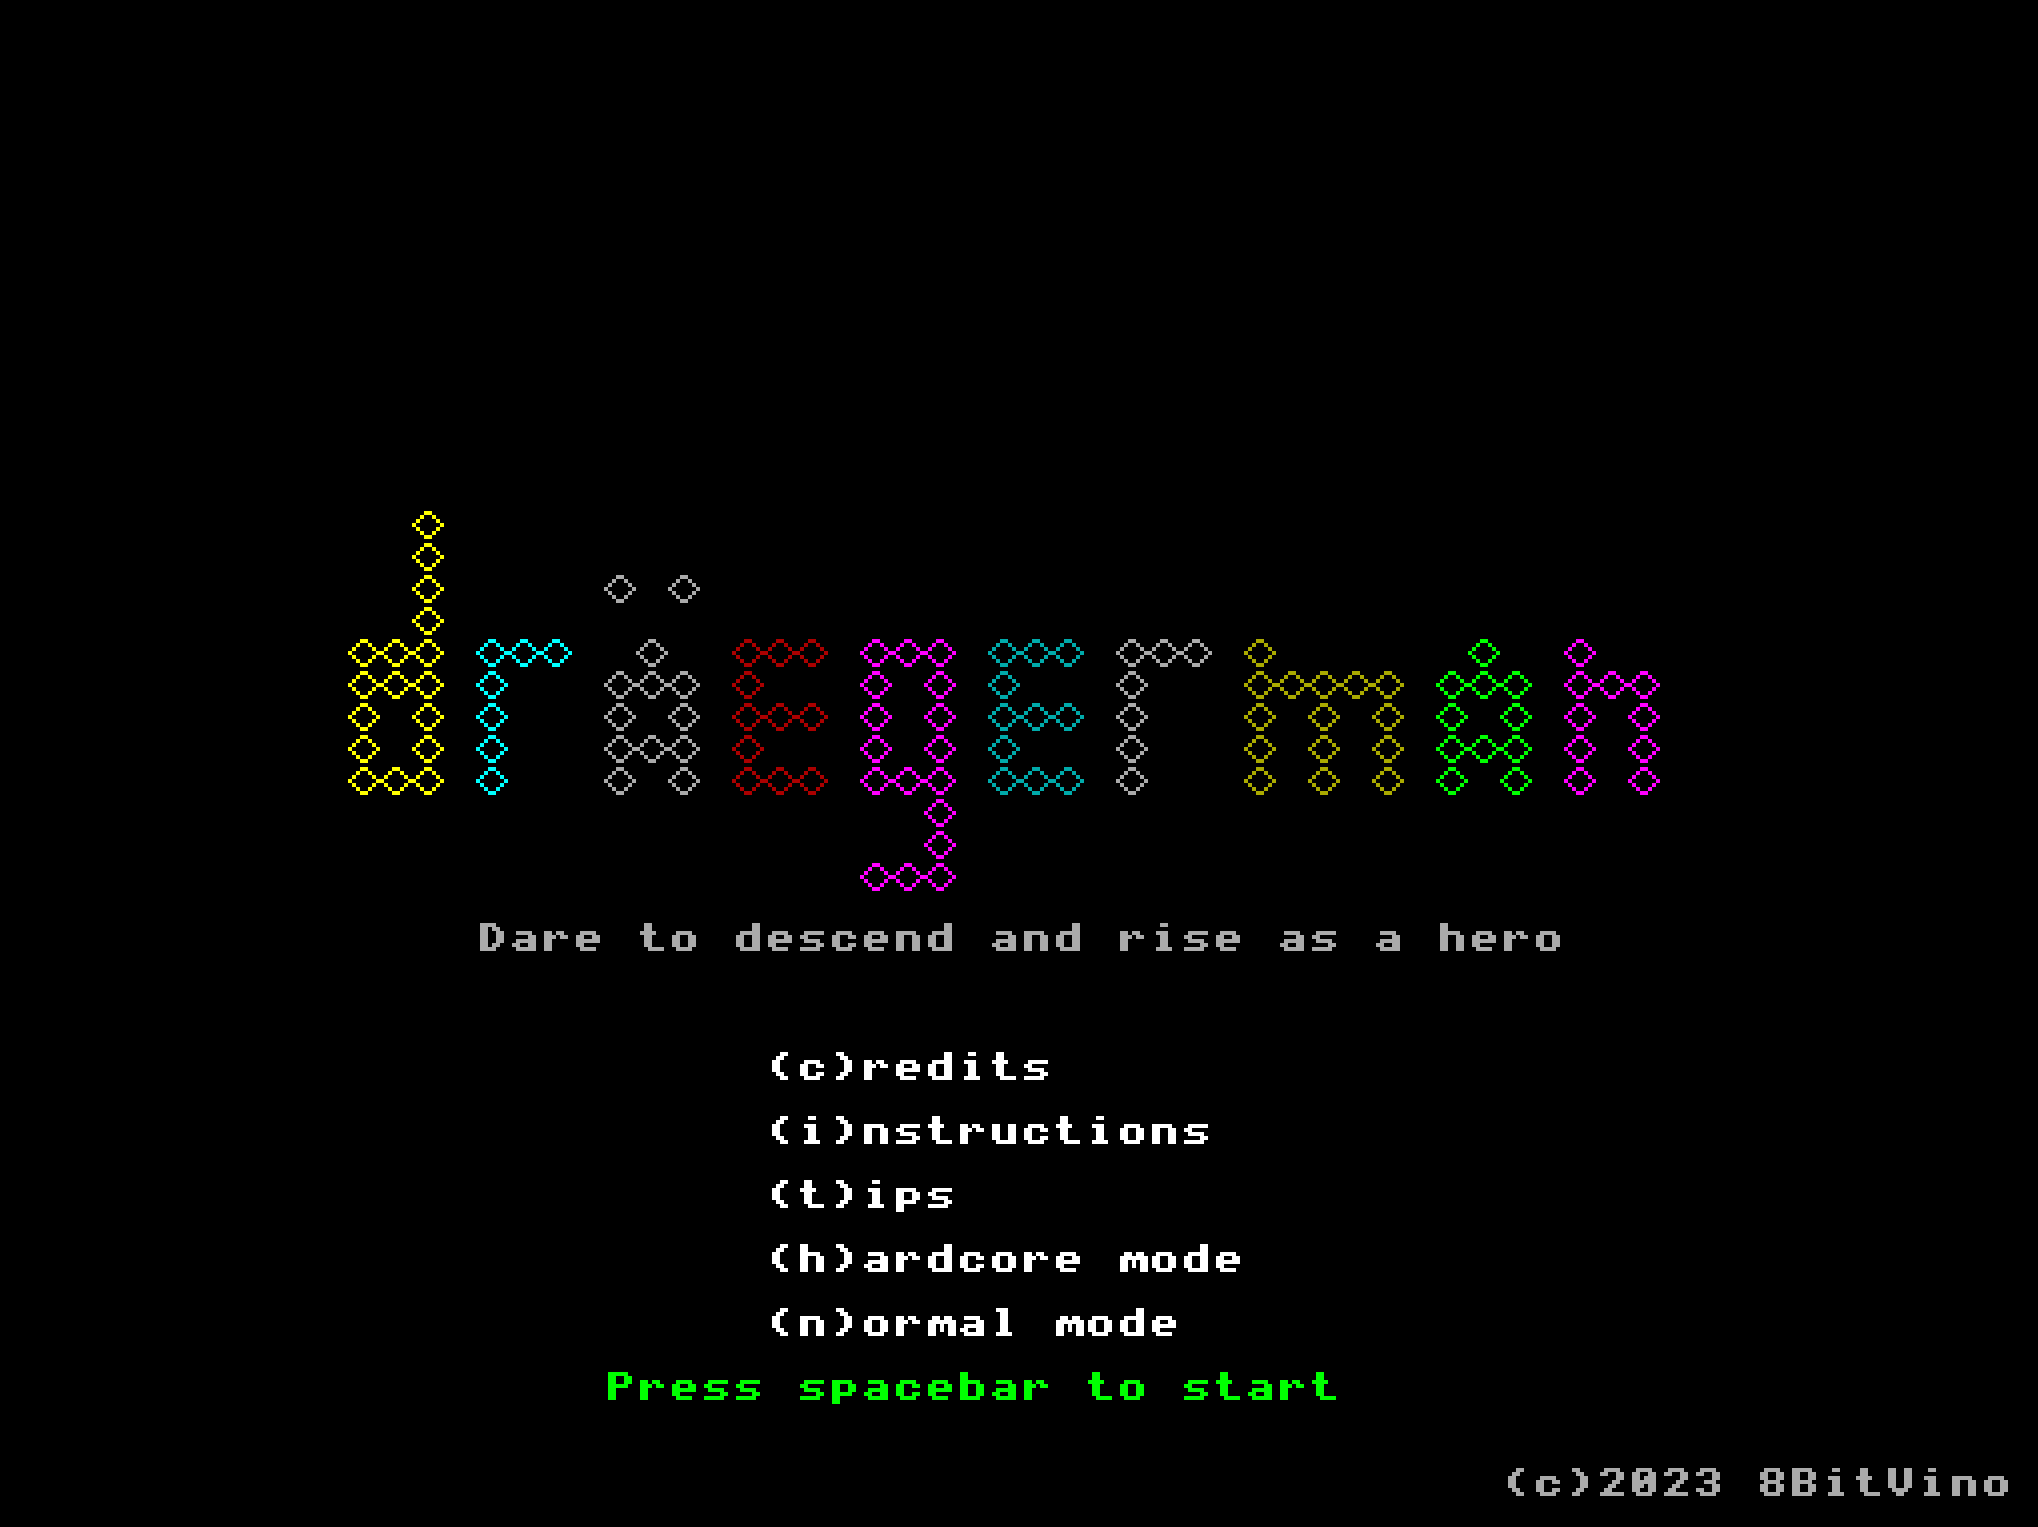 dräEgErmAn
Dare to descend and rise as a hero
(c)redits
(i)nstructions
(t)ips
(h)ardcore mode
(n)ormal mode
Press spacebar to start
(c)2023 8BitVino